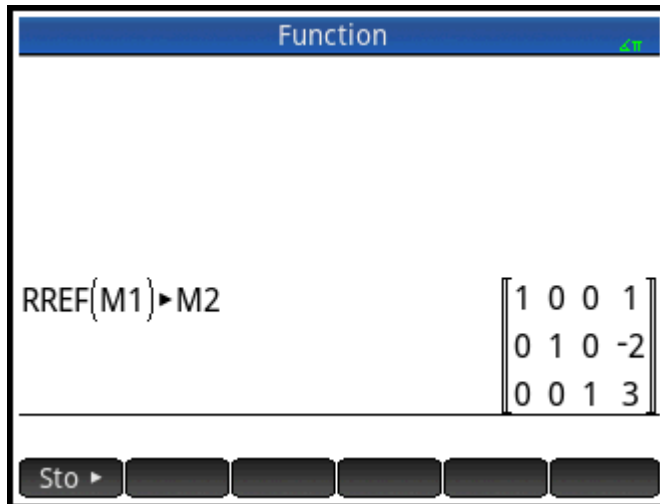 Function
∡π
RREF(M1)▶M2
1 0 0 1
0 1 0 -2
0 0 1 3
Sto ▶